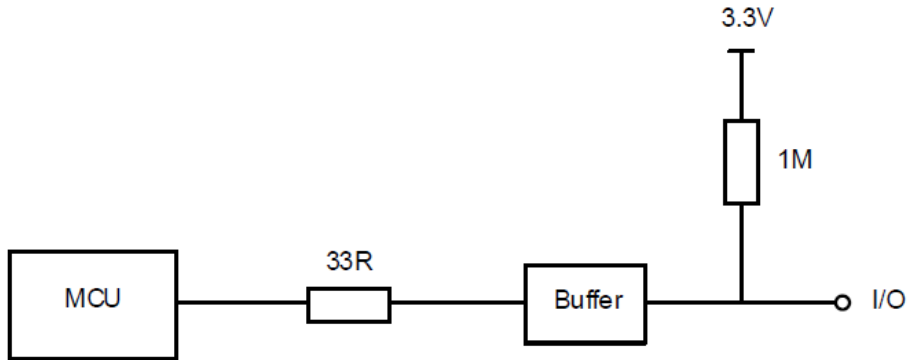 3.3V
1M
33R
MCU
Buffer
I/O